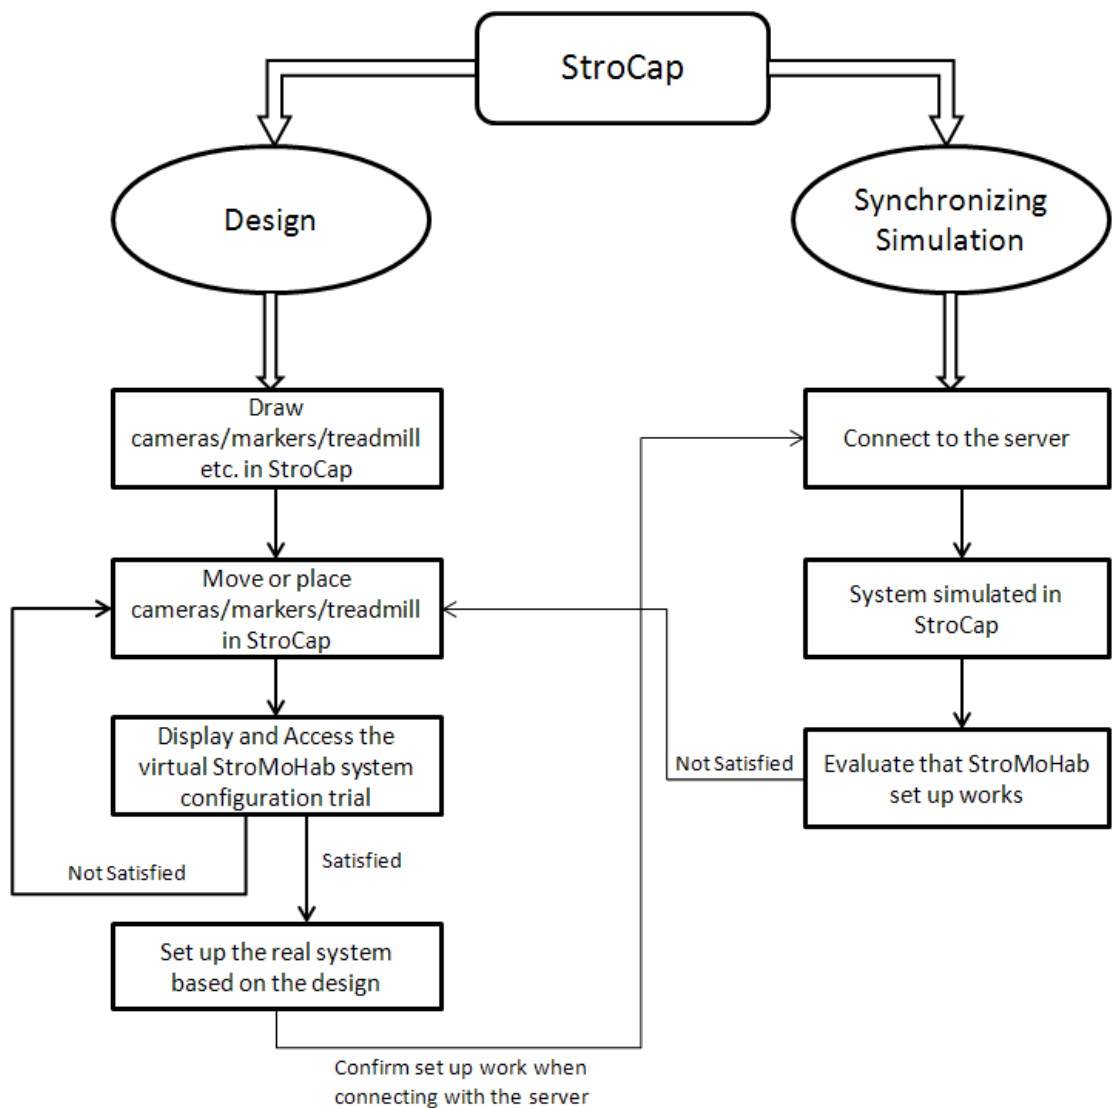 StroCap
Design
Synchronizing
Simulation
Draw
cameras/markers/treadmill
etc. in StroCap
Connect to the server
Move or place
cameras/markers/treadmill
in StroCap
System simulated in
StroCap
Display and Access the
virtual StroMoHab system
configuration trial
Not Satisfied
Evaluate that StroMoHab
set up works
Not Satisfied
Satisfied
Set up the real system
based on the design
Confirm set up work when
connecting with the server